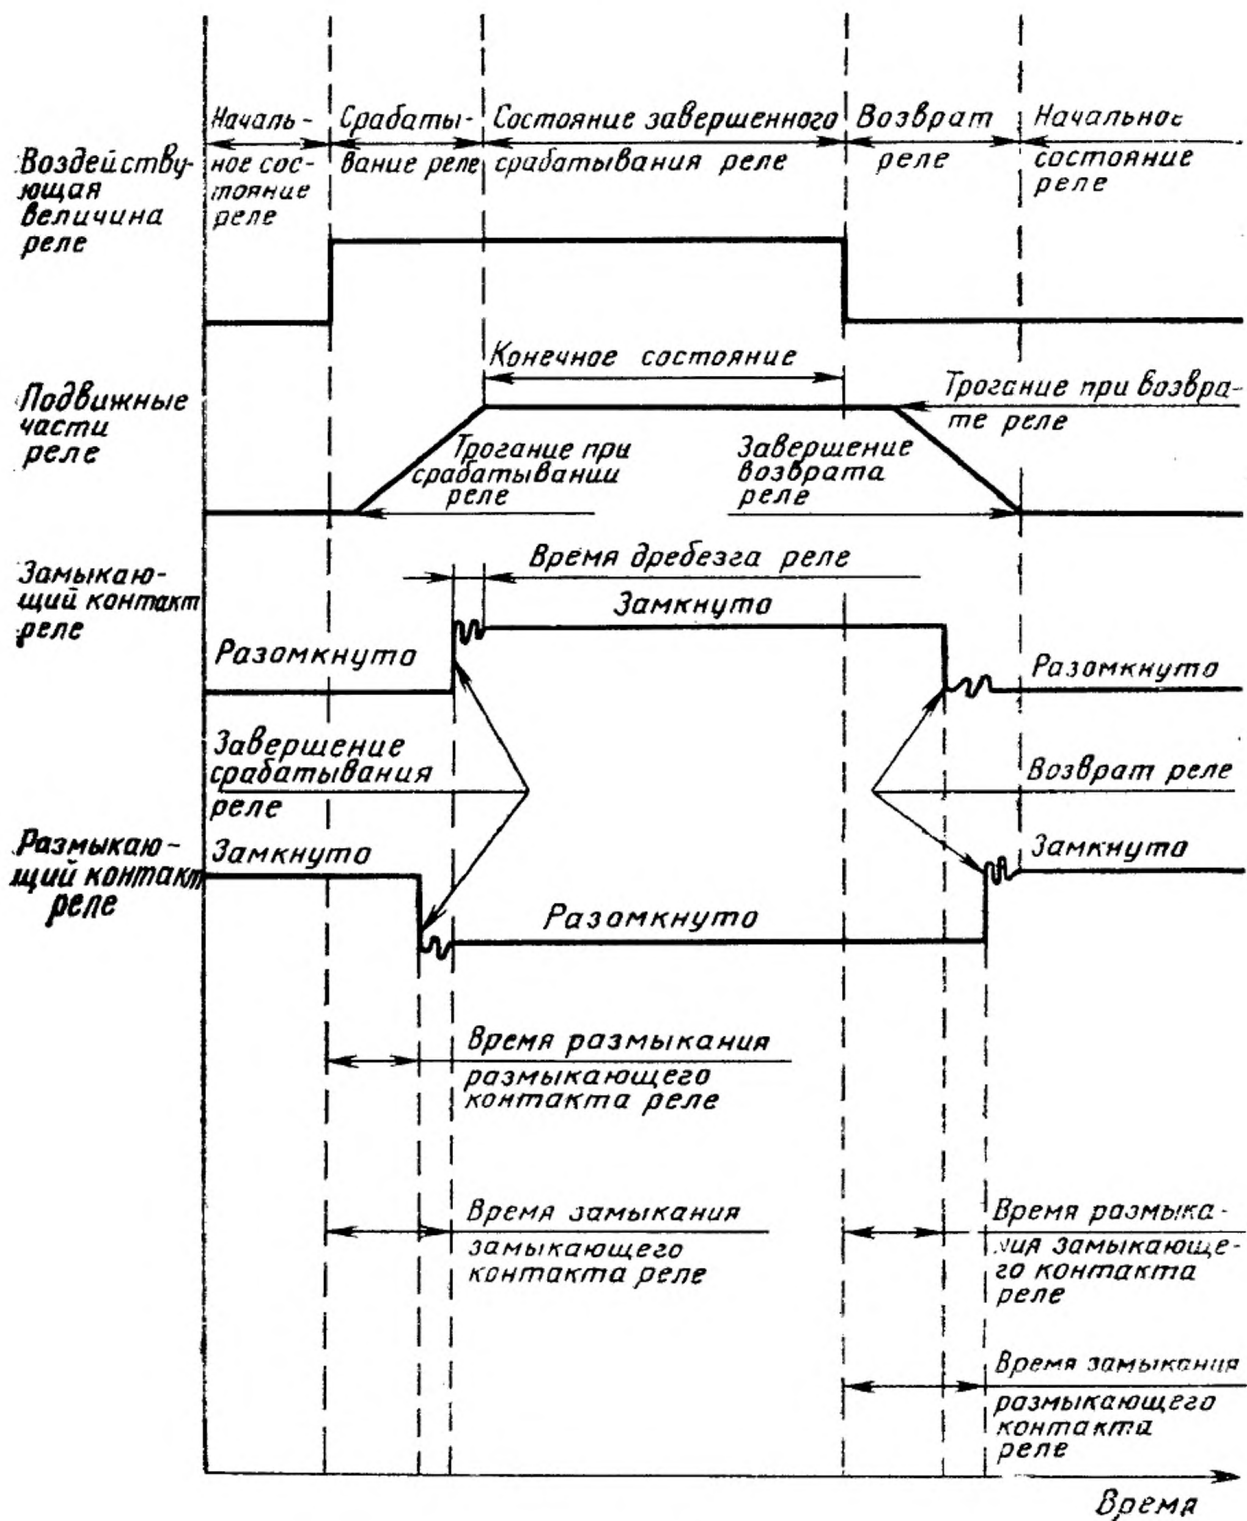 Началь-
ное сос-
тояние
реле
Срабаты-
вание реле
Состояние завершенного
срабатывания реле
Возврат
реле
Начальное
состояние
реле
Воздейству-
ющая
величина
реле
Конечное состояние
Подвижные
части
реле
Трогание при
срабатывании
реле
Завершение
возврата
реле
Трогание при возвра-
те реле
Замыкаю-
щий контакт
реле
Время дребезга реле
Разомкнуто
Замкнуто
Разомкнуто
Завершение
срабатывания
реле
Возврат реле
Размыкаю-
щий контакт
реле
Замкнуто
Разомкнуто
Замкнуто
Время размыкания
размыкающего
контакта реле
Время замыкания
замыкающего
контакта реле
Время размыка-
ния замыкающе-
го контакта
реле
Время замыкания
размыкающего
контакта
реле
Время